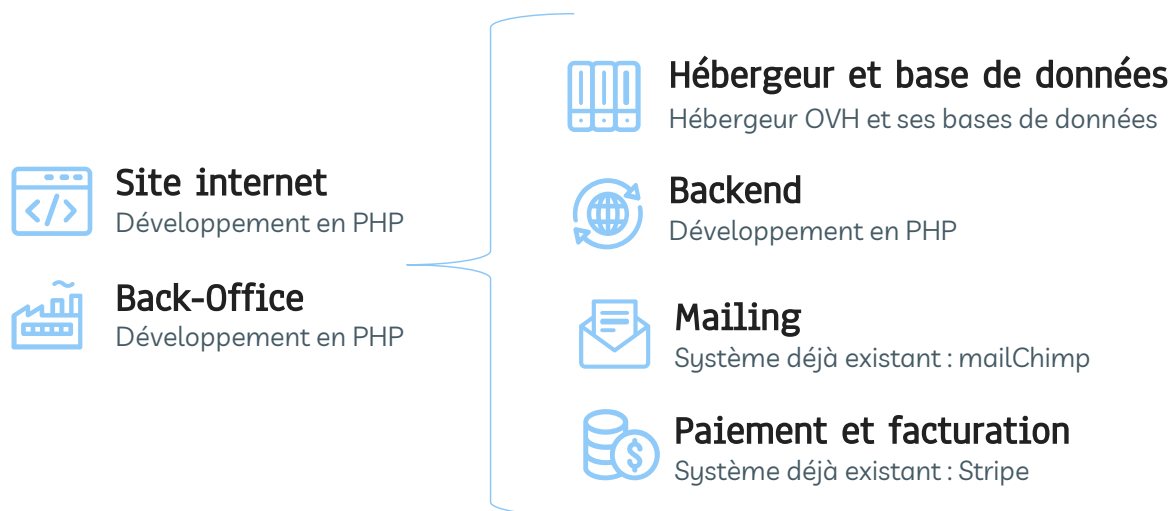 Site internet
Développement en PHP
Back-Office
Développement en PHP
Hébergeur et base de données
Hébergeur OVH et ses bases de données
Backend
Développement en PHP
Mailing
Système déjà existant : mailChimp
Paiement et facturation
Système déjà existant : Stripe